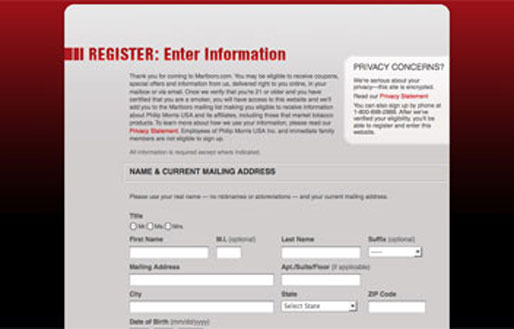 REGISTER: Enter Information
Thank you for coming to Marlboro.com. You may be eligible to receive coupons,
special offers and information from us, delivered right to you online, in your
mailbox or via email. Once we verify that you're 21 or older and you have
certified that you are a smoker, you will have access to this website and we'll
add you to the Marlboro mailing list making you eligible to receive information
about Philip Morris USA and its affiliates, including those that market tobacco
products. To learn more about how we use your information, please read our
Privacy Statement. Employees of Philip Morris USA Inc. and immediate family
members are not eligible to sign up.
All information is required except where indicated.
PRIVACY CONCERNS?
We're serious about your
privacy—this site is encrypted.
Read our Privacy Statement
You can also sign up by phone at
After we've
verified your eligibility, you'll be
able to register and enter this
website.
NAME & CURRENT MAILING ADDRESS
Please use your real name — no nicknames or abbreviations — and your current mailing address.
Title
Mr. Ms. Mrs.
First Name M.I. (optional) Last Name Suffix (optional)
-----
Mailing Address Apt./Suite/Floor (if applicable)
City State ZIP Code
Select State
Date of Birth (mm/dd/yyyy)